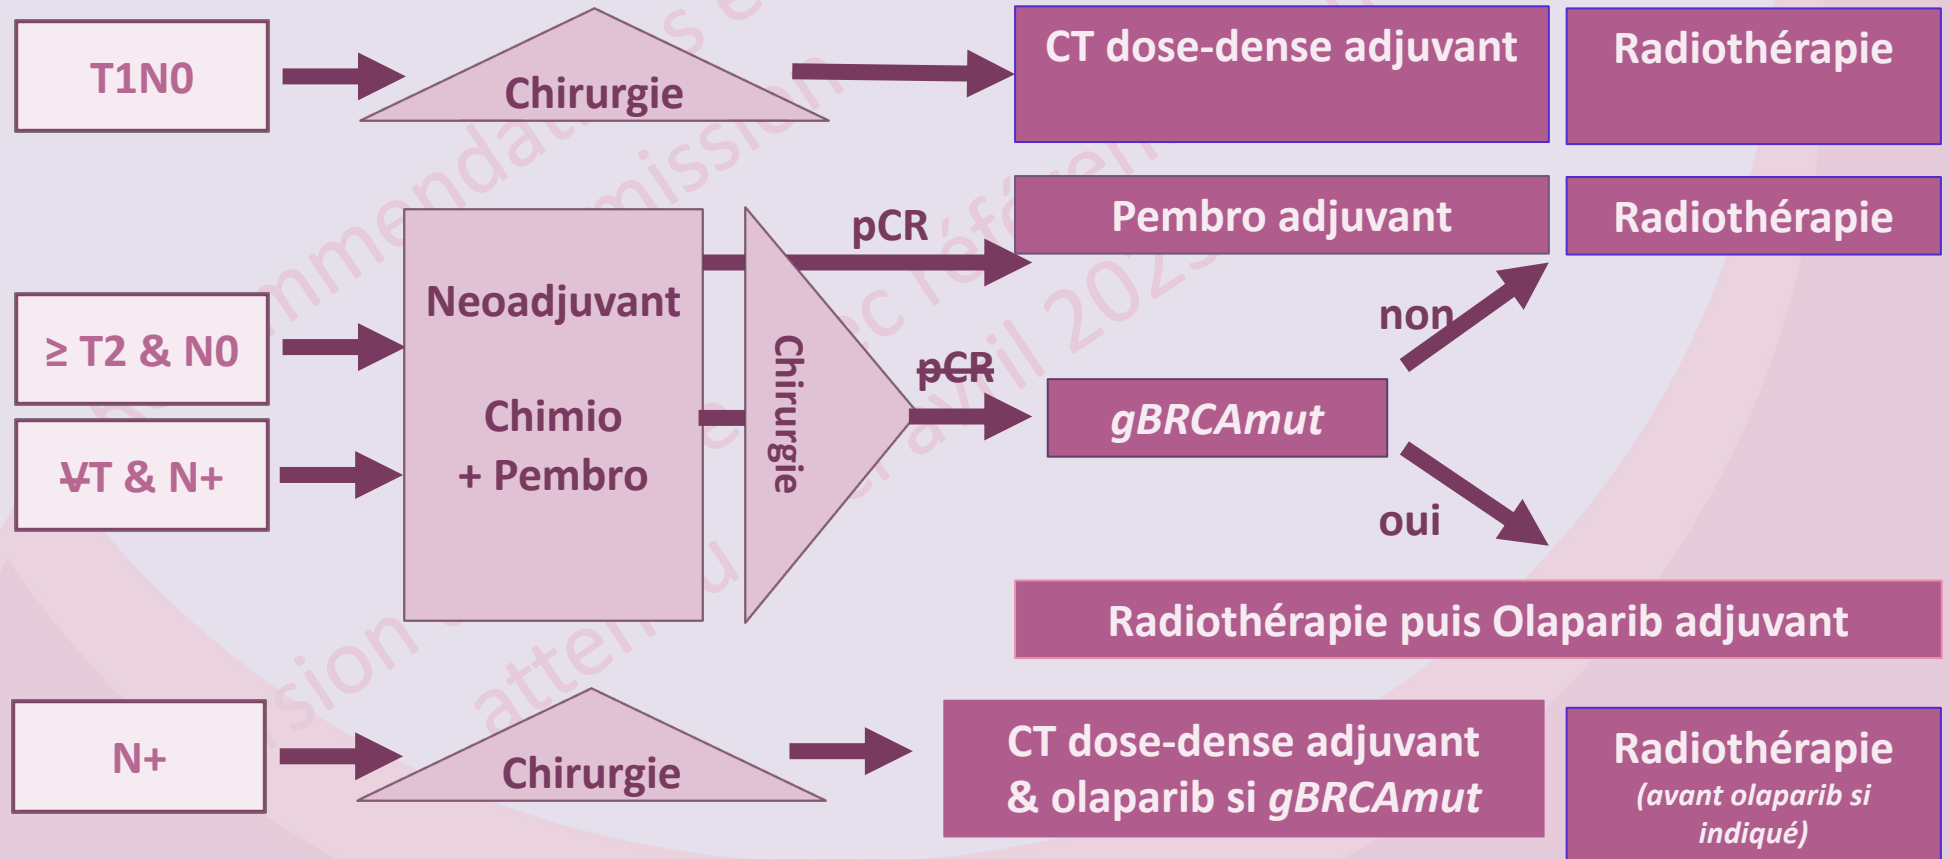 T1N0
Chirurgie
CT dose-dense adjuvant
Radiothérapie
≥ T2 & N0
VT & N+
Neoadjuvant
Chimio
+ Pembro
Chirurgie
pCR
pCR
Pembro adjuvant
Radiothérapie
non
gBRCAmut
oui
Radiothérapie puis Olaparib adjuvant
N+
Chirurgie
CT dose-dense adjuvant
& olaparib si gBRCAmut
Radiothérapie
(avant olaparib si
indiqué)